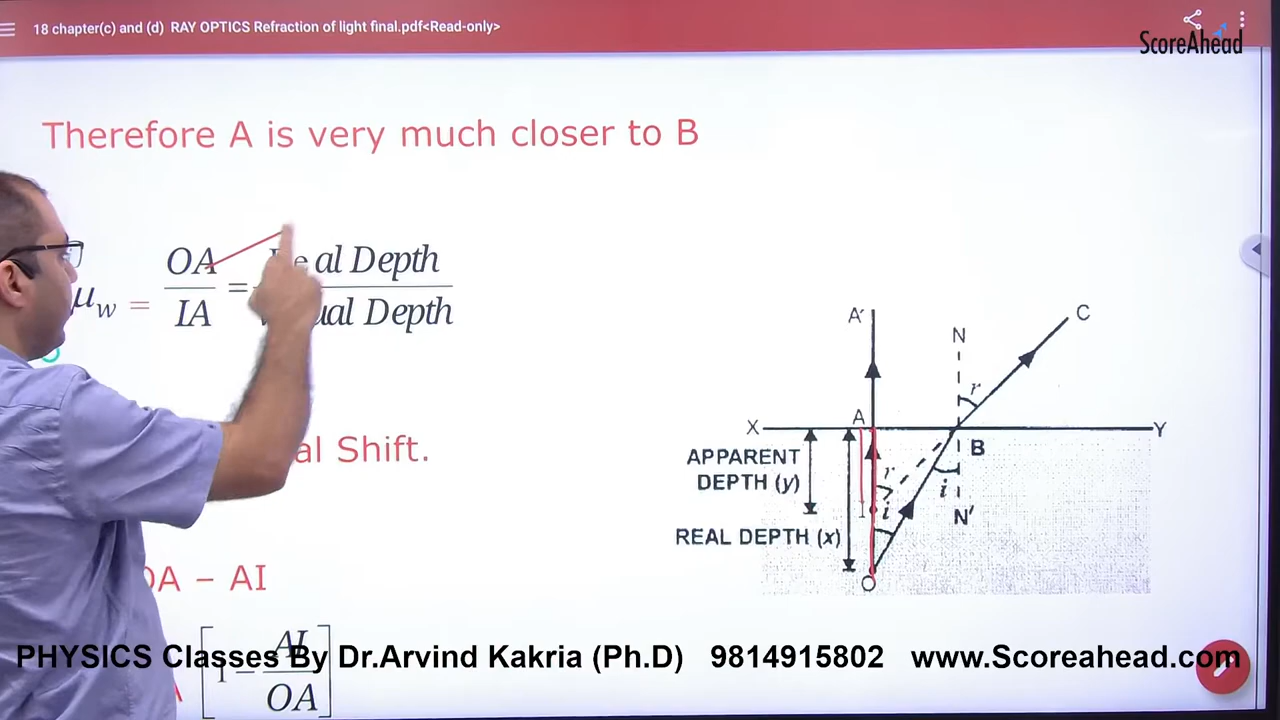 18 chapter(c) and (d) RAY OPTICS Refraction of light final.pdf<Read-only>
ScoreAhead
Therefore A is very much closer to B
μw = OA / IA = al Depth / ual Depth
al Shift.
OA – AI
[1 – AI / OA]
A' N C
r
X A Y
B
APPARENT DEPTH (y)
r
i
I i
N'
REAL DEPTH (x)
O
PHYSICS Classes By Dr.Arvind Kakria (Ph.D) 9814915802 www.Scoreahead.com